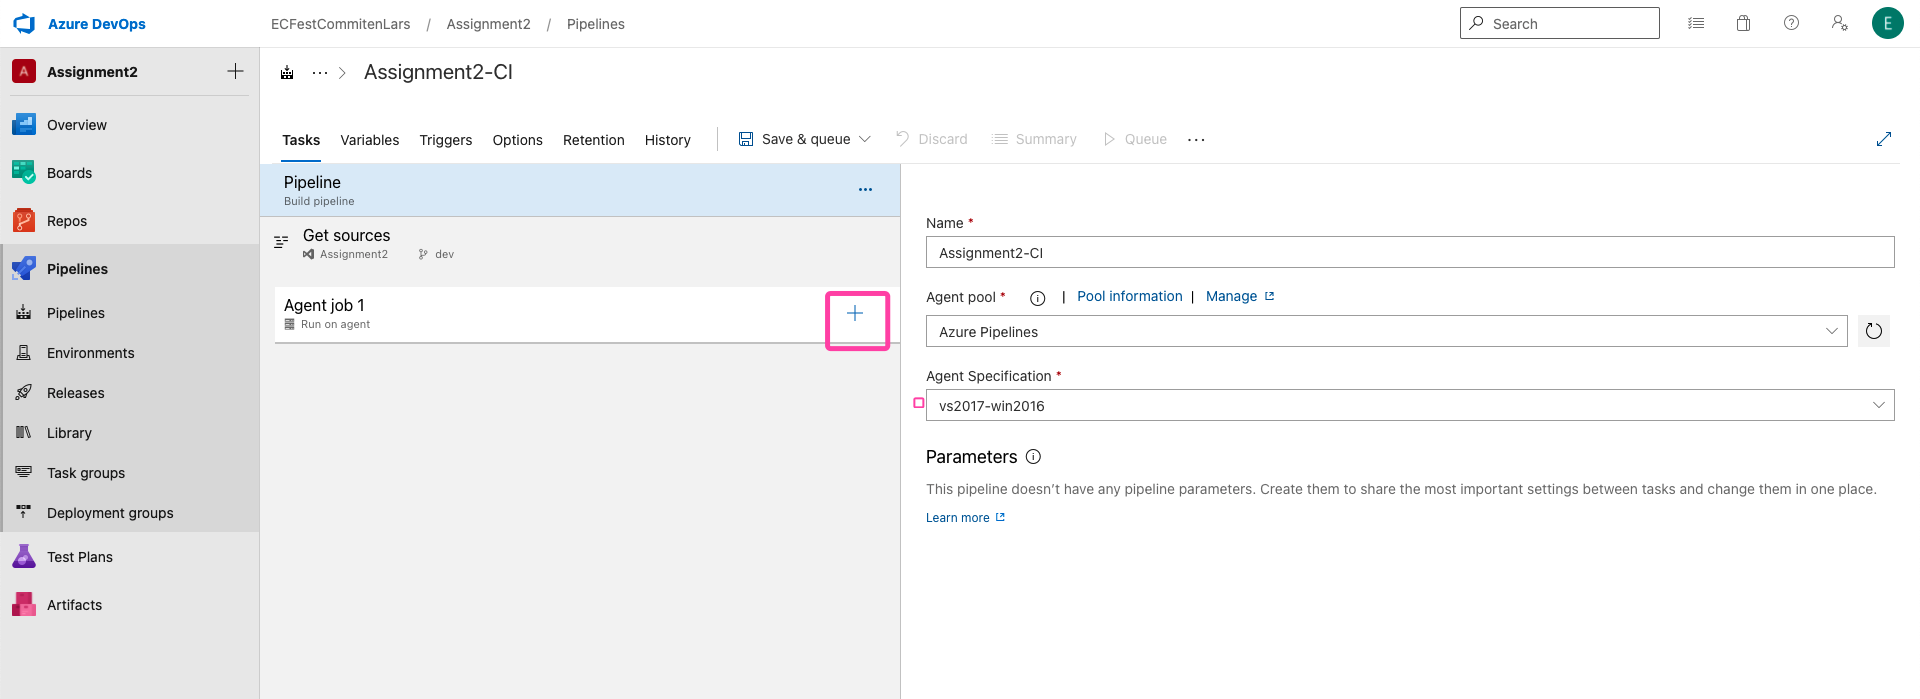 Azure DevOps
ECFestCommitenLars / Assignment2 / Pipelines
Search
E
A Assignment2
Assignment2-CI
Overview
Boards
Repos
Pipelines
Pipelines
Environments
Releases
Library
Task groups
Deployment groups
Test Plans
Artifacts
Tasks Variables Triggers Options Retention History Save & queue Discard Summary Queue
Pipeline
Build pipeline
Get sources
Assignment2 dev
Agent job 1
Run on agent
Name *
Assignment2-CI
Agent pool * | Pool information | Manage
Azure Pipelines
Agent Specification *
vs2017-win2016
Parameters
This pipeline doesn't have any pipeline parameters. Create them to share the most important settings between tasks and change them in one place.
Learn more